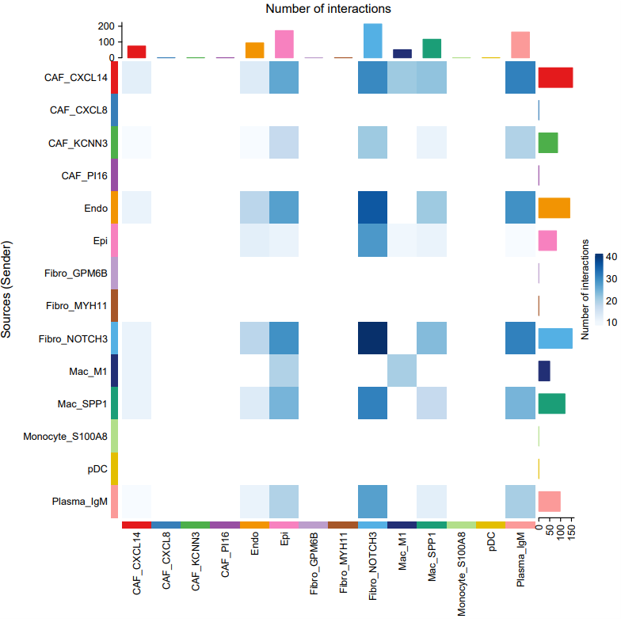 Number of interactions
200
100
0
CAF_CXCL14
CAF_CXCL8
CAF_KCNN3
CAF_PI16
Endo
Epi
Fibro_GPM6B
Fibro_MYH11
Fibro_NOTCH3
Mac_M1
Mac_SPP1
Monocyte_S100A8
pDC
Plasma_IgM
Sources (Sender)
CAF_CXCL14
CAF_CXCL8
CAF_KCNN3
CAF_PI16
Endo
Epi
Fibro_GPM6B
Fibro_MYH11
Fibro_NOTCH3
Mac_M1
Mac_SPP1
Monocyte_S100A8
pDC
Plasma_IgM
0
50
100
150
Number of interactions
40
30
20
10